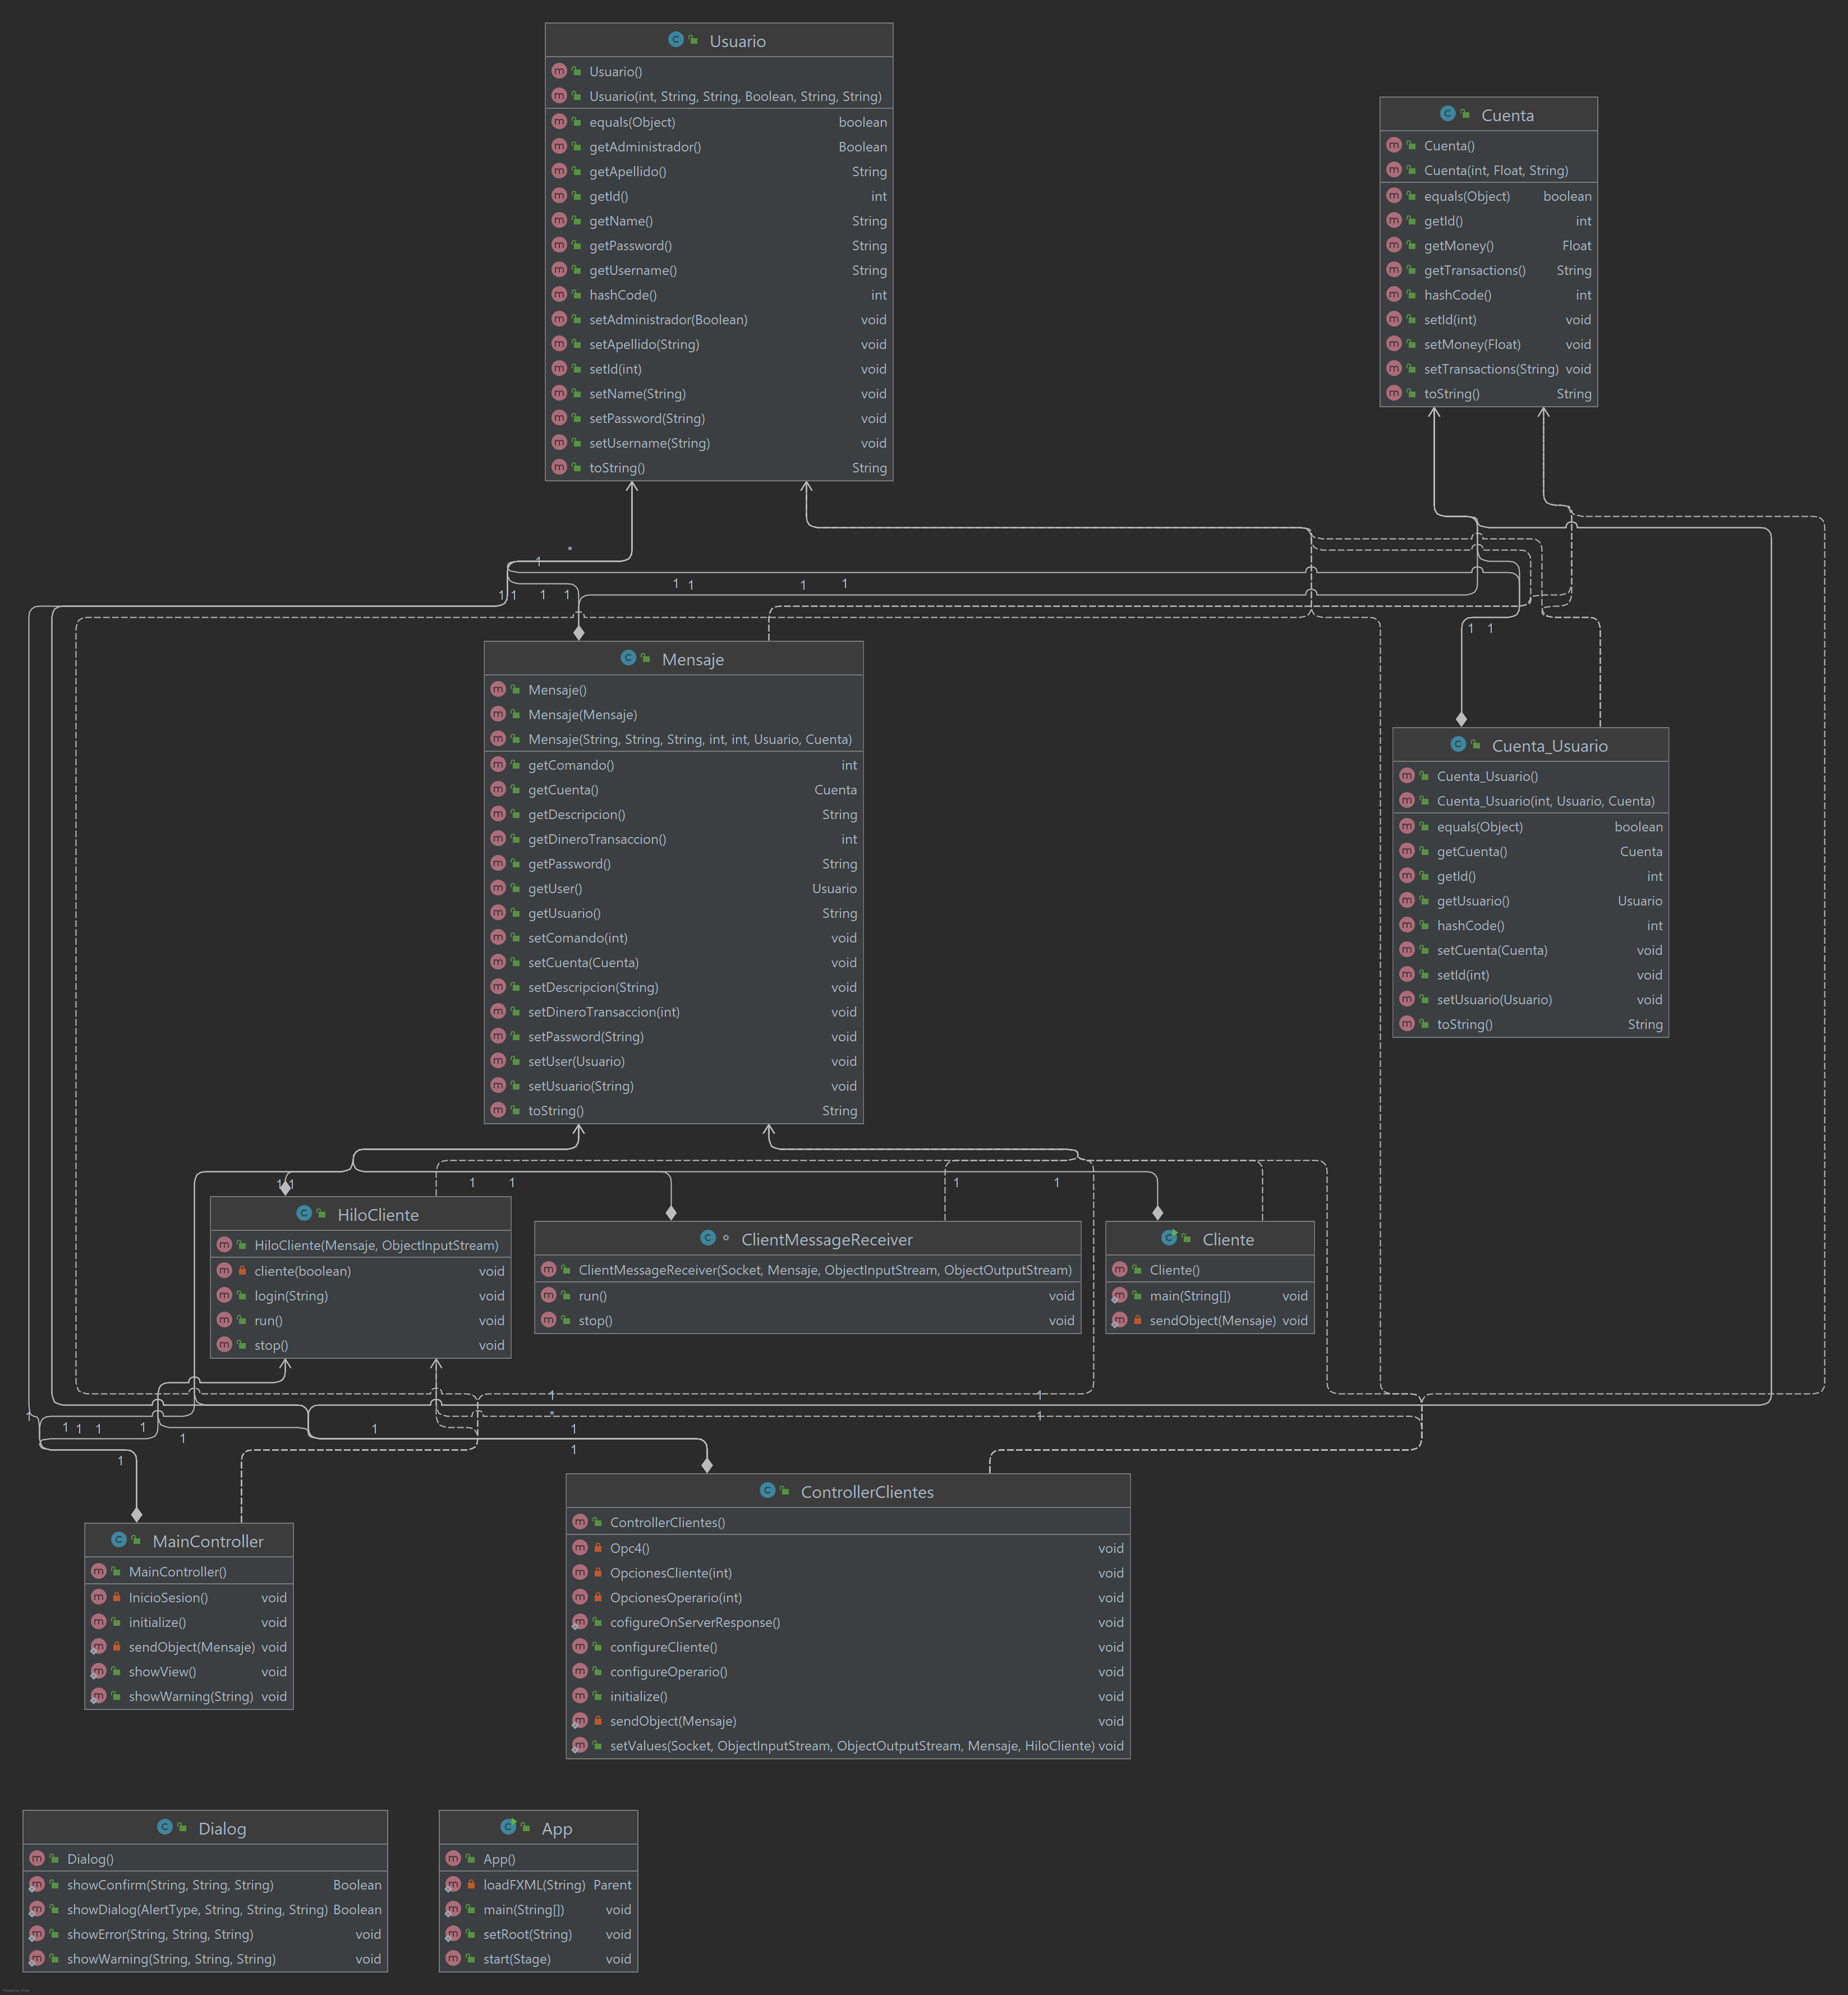 Usuario
Usuario()
Usuario(int, String, String, Boolean, String, String)
equals(Object) boolean
getAdministrador() Boolean
getApellido() String
getId() int
getName() String
getPassword() String
getUsername() String
hashCode() int
setAdministrador(Boolean) void
setApellido(String) void
setId(int) void
setName(String) void
setPassword(String) void
setUsername(String) void
toString() String
Cuenta
Cuenta()
Cuenta(int, Float, String)
equals(Object) boolean
getId() int
getMoney() Float
getTransactions() String
hashCode() int
setId(int) void
setMoney(Float) void
setTransactions(String) void
toString() String
*
1
1 1 1 1
1 1 1 1
1 1
Mensaje
Mensaje()
Mensaje(Mensaje)
Mensaje(String, String, String, int, int, Usuario, Cuenta)
getComando() int
getCuenta() Cuenta
getDescripcion() String
getDineroTransaccion() int
getPassword() String
getUser() Usuario
getUsuario() String
setComando(int) void
setCuenta(Cuenta) void
setDescripcion(String) void
setDineroTransaccion(int) void
setPassword(String) void
setUser(Usuario) void
setUsuario(String) void
toString() String
Cuenta_Usuario
Cuenta_Usuario()
Cuenta_Usuario(int, Usuario, Cuenta)
equals(Object) boolean
getCuenta() Cuenta
getId() int
getUsuario() Usuario
hashCode() int
setCuenta(Cuenta) void
setId(int) void
setUsuario(Usuario) void
toString() String
1 1 1 1 1 1
HiloCliente
HiloCliente(Mensaje, ObjectInputStream)
cliente(boolean) void
login(String) void
run() void
stop() void
ClientMessageReceiver
ClientMessageReceiver(Socket, Mensaje, ObjectInputStream, ObjectOutputStream)
run() void
stop() void
Cliente
Cliente()
main(String[]) void
sendObject(Mensaje) void
1 1
1 * 1
1 1 1 1 1 1
1
1 1
MainController
MainController()
InicioSesion() void
initialize() void
sendObject(Mensaje) void
showView() void
showWarning(String) void
ControllerClientes
ControllerClientes()
Opc4() void
OpcionesCliente(int) void
OpcionesOperario(int) void
cofigureOnServerResponse() void
configureCliente() void
configureOperario() void
initialize() void
sendObject(Mensaje) void
setValues(Socket, ObjectInputStream, ObjectOutputStream, Mensaje, HiloCliente) void
Dialog
Dialog()
showConfirm(String, String, String) Boolean
showDialog(AlertType, String, String, String) Boolean
showError(String, String, String) void
showWarning(String, String, String) void
App
App()
loadFXML(String) Parent
main(String[]) void
setRoot(String) void
start(Stage) void